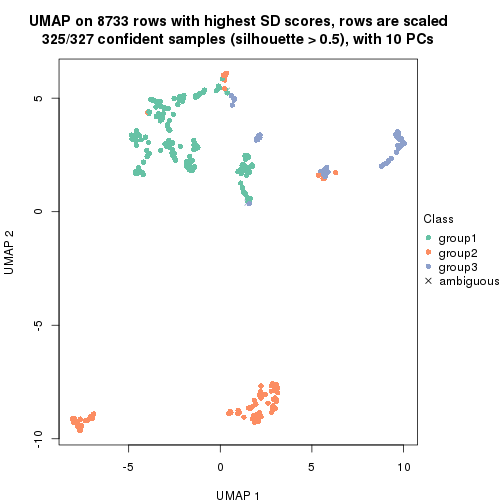 UMAP on 8733 rows with highest SD scores, rows are scaled
325/327 confident samples (silhouette > 0.5), with 10 PCs
5
0
-5
-10
UMAP 2
-5
0
5
10
UMAP 1
Class
group1
group2
group3
ambiguous